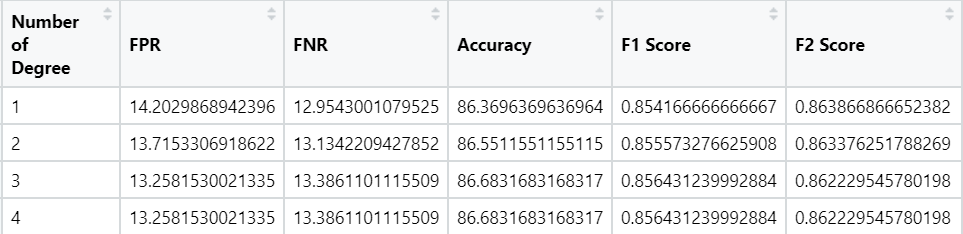 Number of Degree FPR FNR Accuracy F1 Score F2 Score
1 14.2029868942396 12.9543001079525 86.3696369636964 0.854166666666667 0.863866866652382
2 13.7153306918622 13.1342209427852 86.5511551155115 0.855573276625908 0.863376251788269
3 13.2581530021335 13.3861101115509 86.6831683168317 0.856431239992884 0.862229545780198
4 13.2581530021335 13.3861101115509 86.6831683168317 0.856431239992884 0.862229545780198